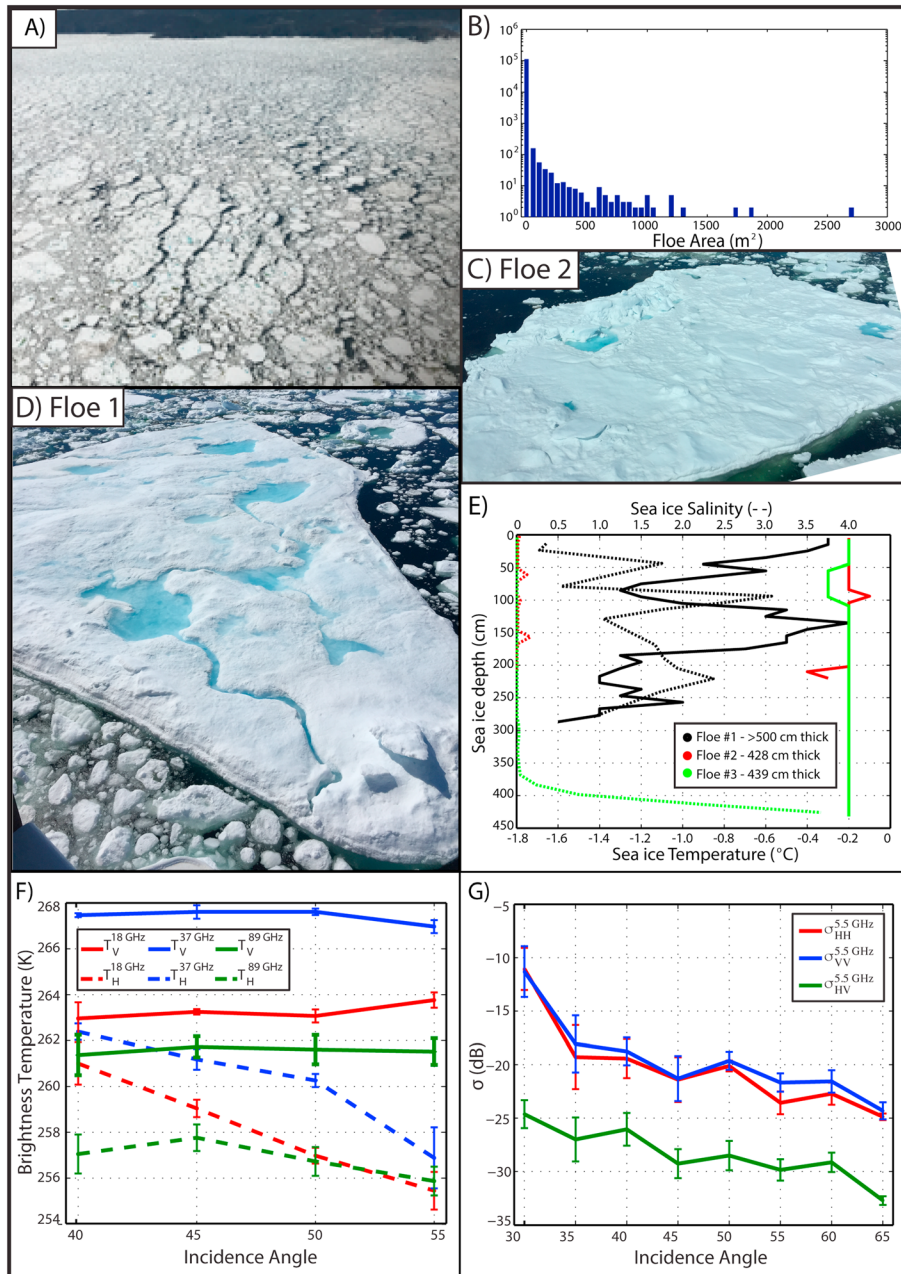 A)
B)
10^6
10^5
10^4
10^3
10^2
10^1
10^0
0 500 1000 1500 2000 2500 3000
Floe Area (m²)
C) Floe 2
D) Floe 1
E)
Sea ice Salinity (- -)
0 0.5 1.0 1.5 2.0 2.5 3.0 3.5 4.0
0
50
100
150
200
250
300
350
400
450
Sea ice depth (cm)
Floe #1 - >500 cm thick
Floe #2 - 428 cm thick
Floe #3 - 439 cm thick
-1.8 -1.6 -1.4 -1.2 -1.0 -0.8 -0.6 -0.4 -0.2 0
Sea ice Temperature (°C)
F)
268
266
264
262
260
258
256
254
Brightness Temperature (K)
T_V^18 GHz T_V^37 GHz T_V^89 GHz
T_H^18 GHz T_H^37 GHz T_H^89 GHz
40 45 50 55
Incidence Angle
G)
−5
−10
−15
−20
−25
−30
−35
σ (dB)
σ_HH^5.5 GHz
σ_VV^5.5 GHz
σ_HV^5.5 GHz
30 35 40 45 50 55 60 65
Incidence Angle